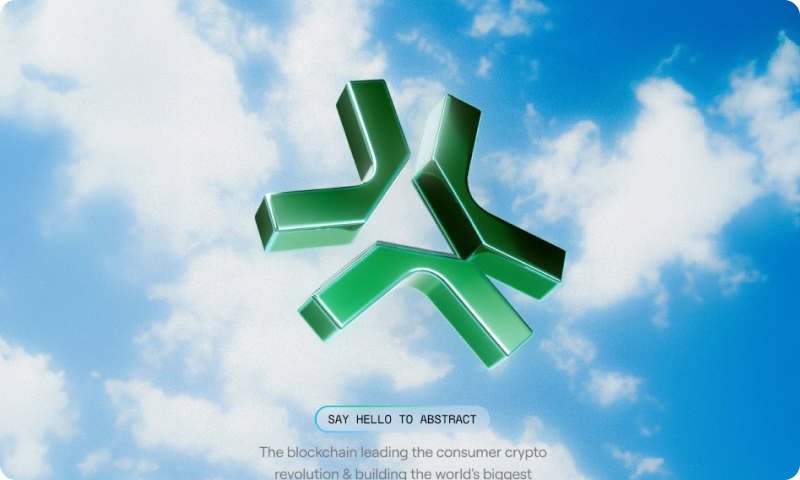 SAY HELLO TO ABSTRACT
The blockchain leading the consumer crypto
revolution & building the world's biggest